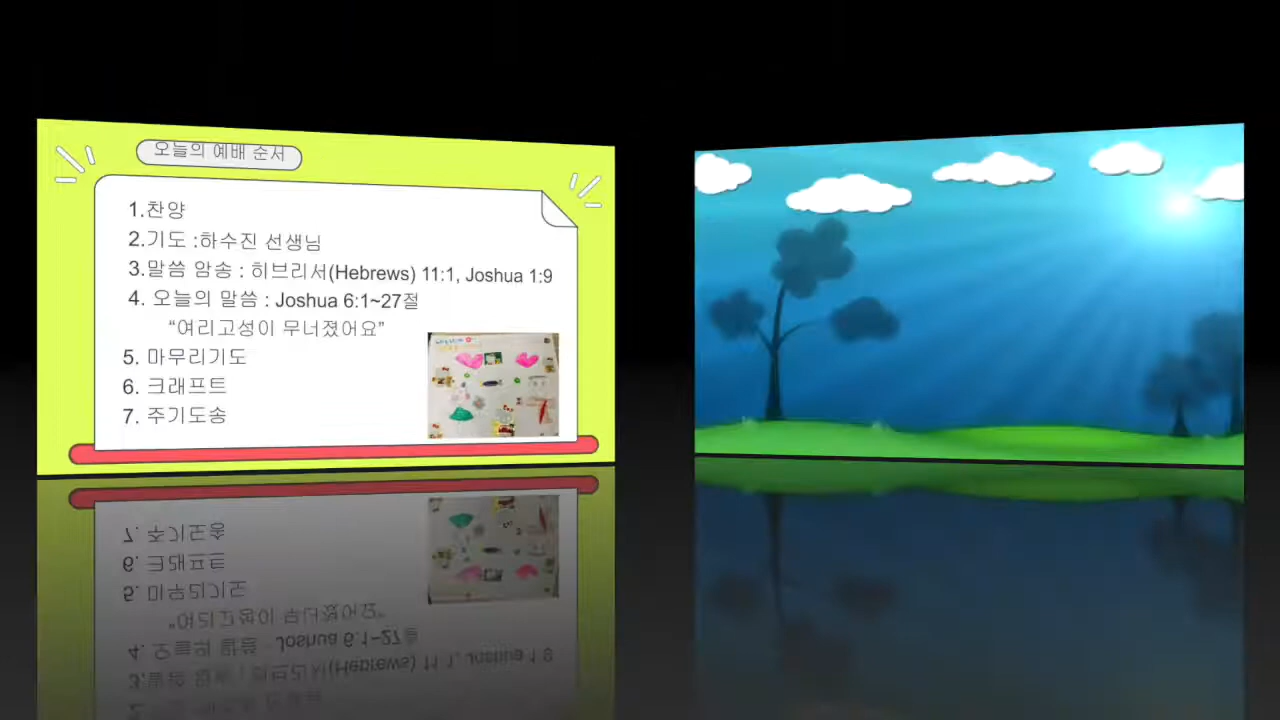 오늘의 예배 순서
1.찬양
2.기도 :하수진 선생님
3.말씀 암송 : 히브리서(Hebrews) 11:1, Joshua 1:9
4. 오늘의 말씀 : Joshua 6:1~27절
“여리고성이 무너졌어요”
5. 마무리기도
6. 크래프트
7. 주기도송